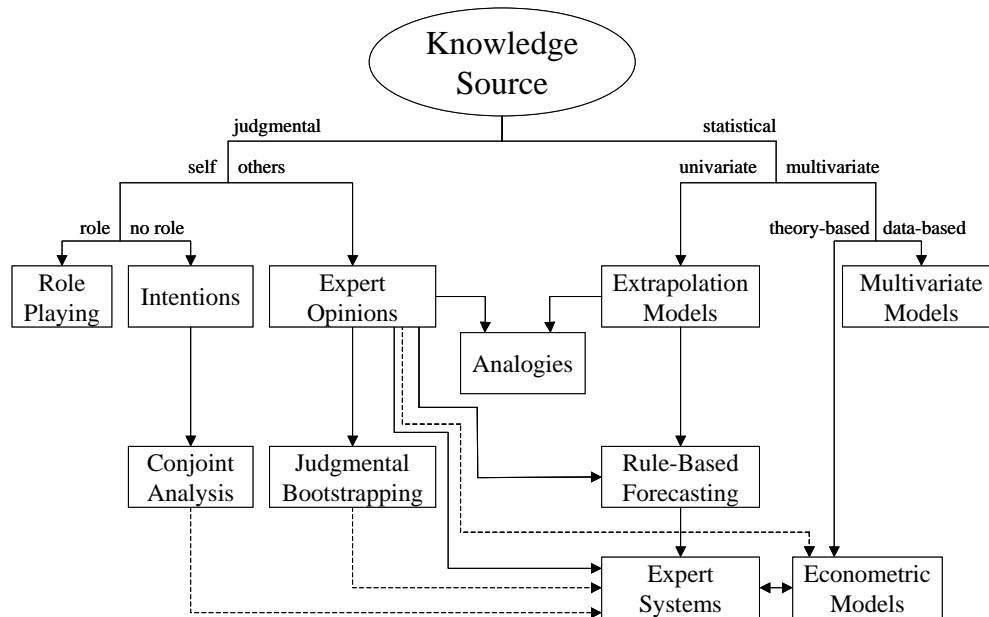 Knowledge
Source
judgmental
statistical
self
others
univariate
multivariate
role
no role
theory-based
data-based
Role
Playing
Intentions
Expert
Opinions
Extrapolation
Models
Multivariate
Models
Analogies
Conjoint
Analysis
Judgmental
Bootstrapping
Rule-Based
Forecasting
Expert
Systems
Econometric
Models